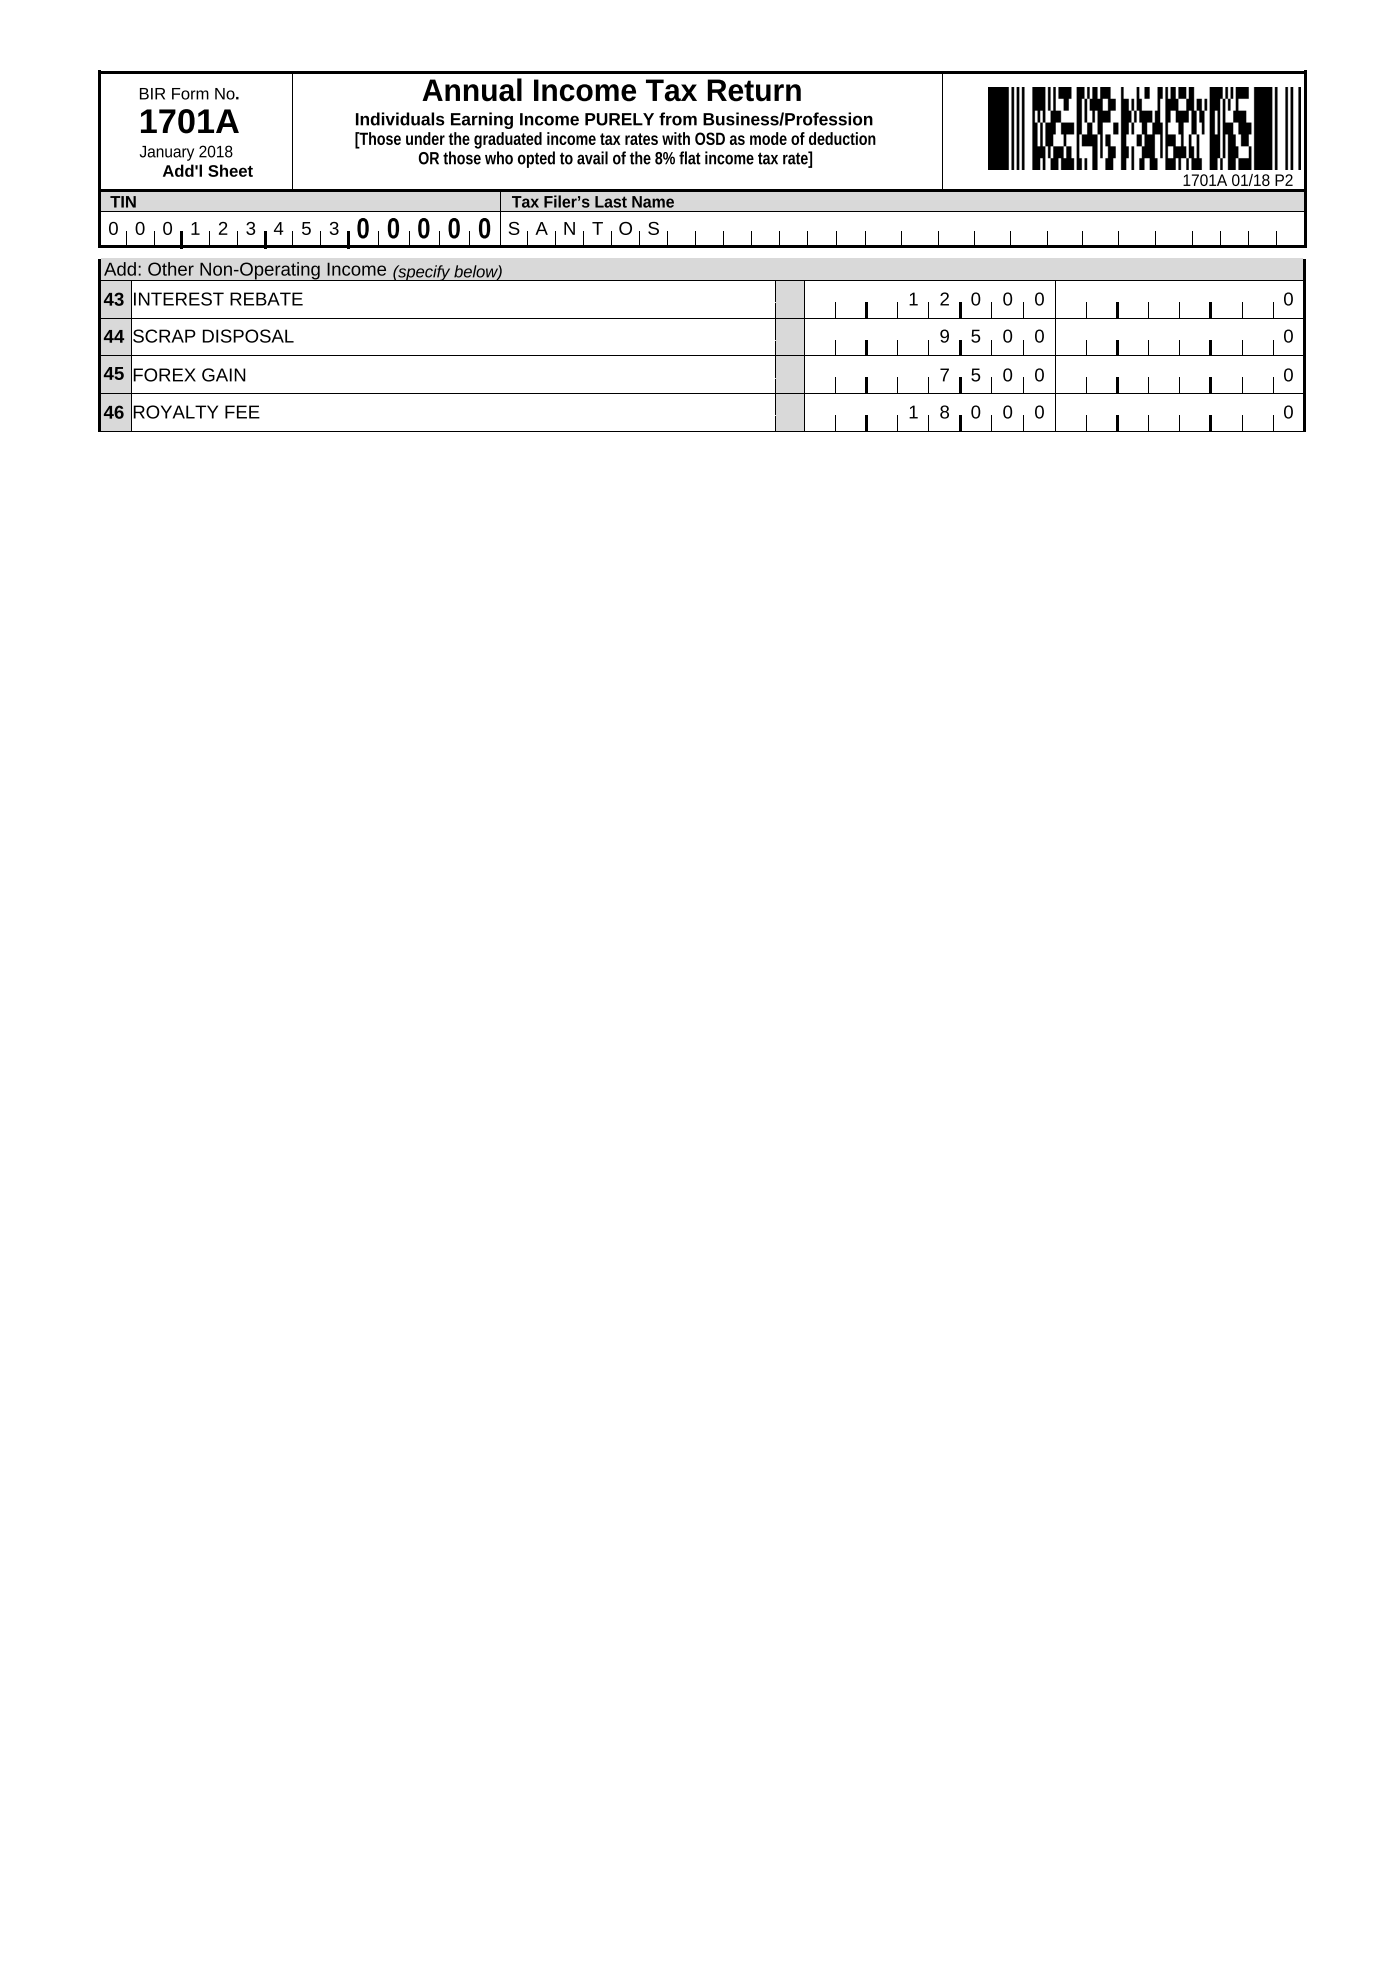 BIR Form No.
1701A
January 2018
Add'l Sheet
Annual Income Tax Return
Individuals Earning Income PURELY from Business/Profession
[Those under the graduated income tax rates with OSD as mode of deduction
OR those who opted to avail of the 8% flat income tax rate]
1701A 01/18 P2
TIN Tax Filer’s Last Name
0 0 0 1 2 3 4 5 3 0 0 0 0 0 S A N T O S
Add: Other Non-Operating Income (specify below)
43 INTEREST REBATE 1 2 0 0 0 0
44 SCRAP DISPOSAL 9 5 0 0 0
45 FOREX GAIN 7 5 0 0 0
46 ROYALTY FEE 1 8 0 0 0 0